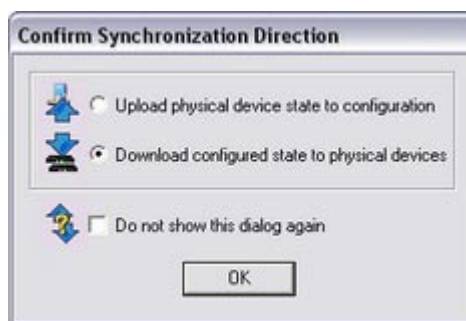 Confirm Synchronization Direction
Upload physical device state to configuration
Download configured state to physical devices
Do not show this dialog again
OK